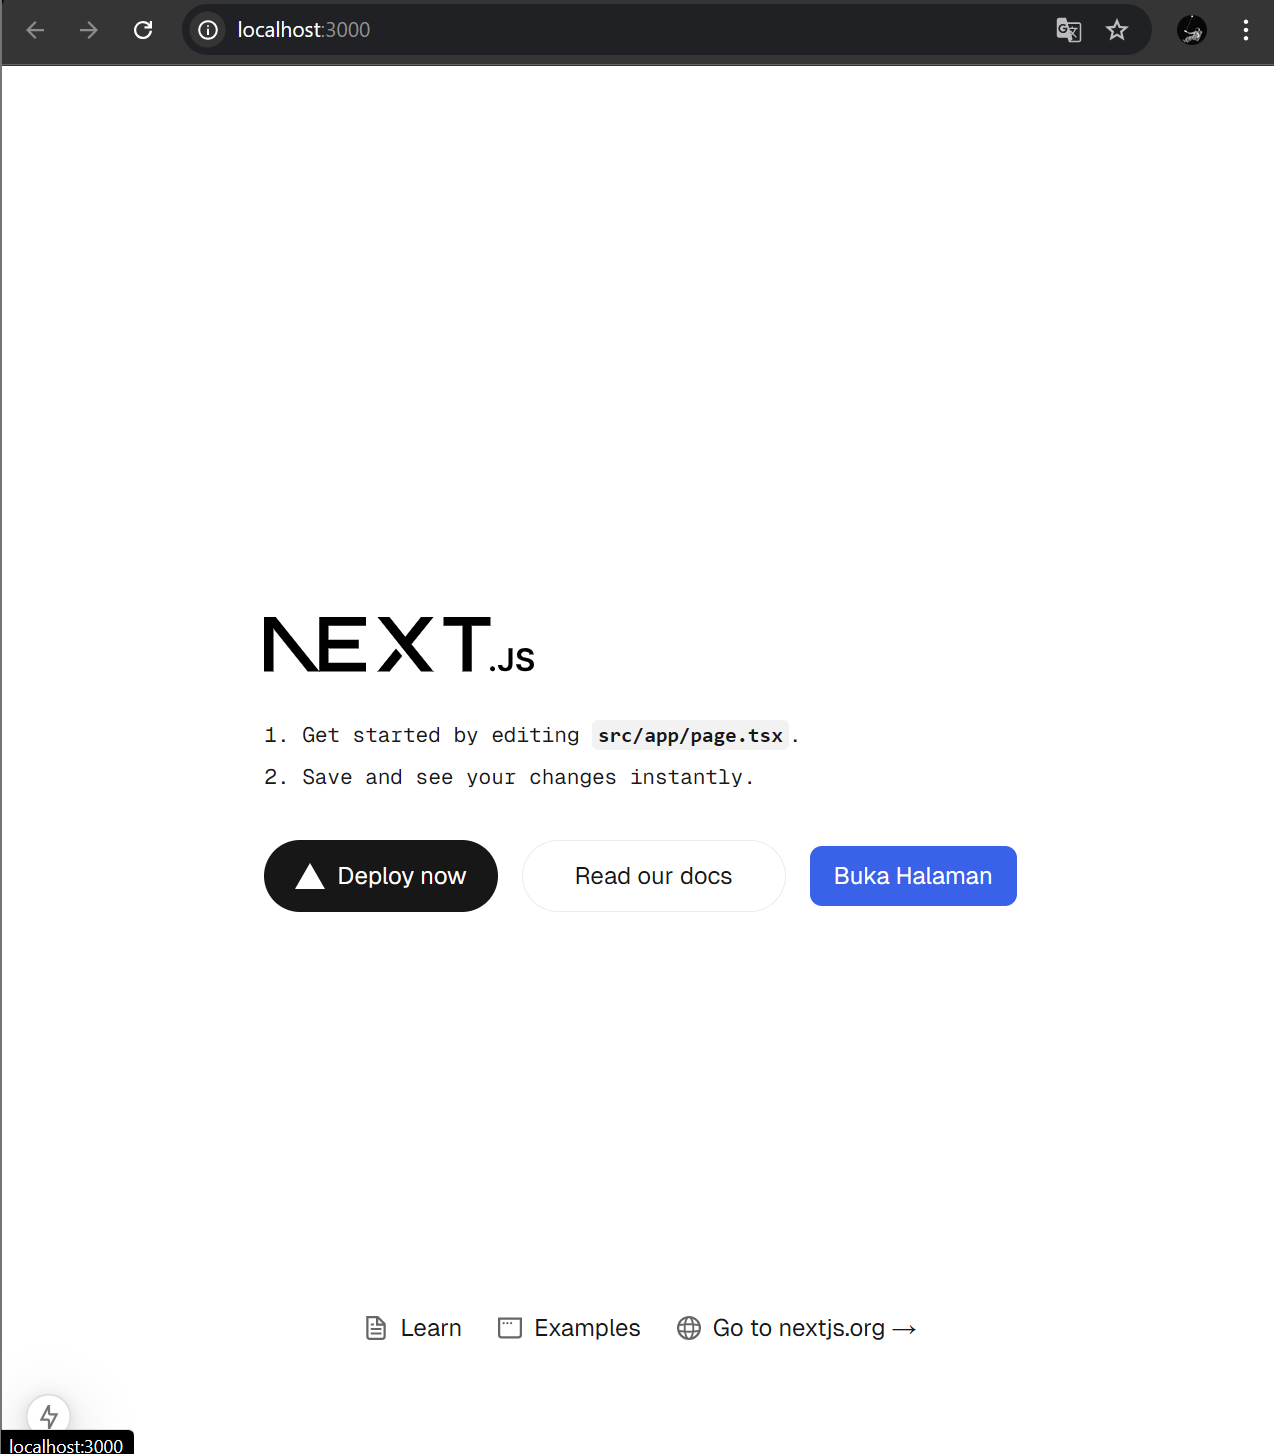 localhost:3000
NEXT.JS
1. Get started by editing src/app/page.tsx.
2. Save and see your changes instantly.
Deploy now
Read our docs
Buka Halaman
Learn
Examples
Go to nextjs.org →
localhost:3000